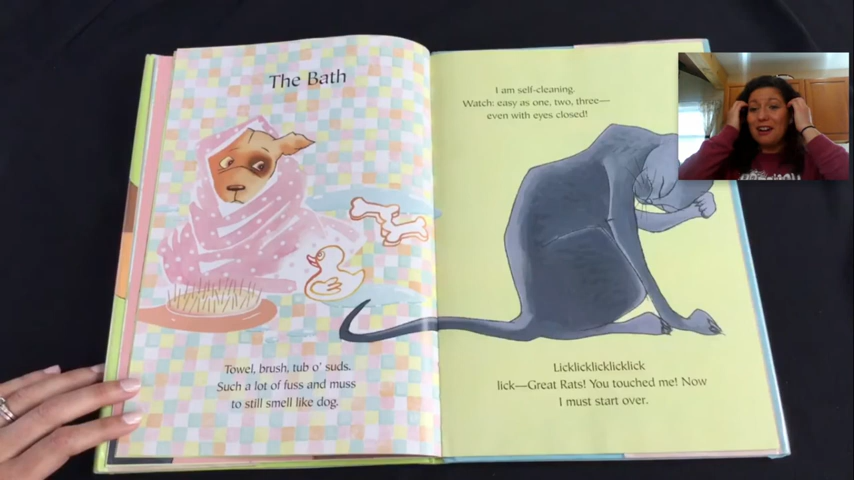 The Bath
Towel, brush, tub o' suds.
Such a lot of fuss and muss
to still smell like dog.
I am self-cleaning.
Watch: easy as one, two, three—
even with eyes closed!
Licklicklicklicklick
lick—Great Rats! You touched me! Now
I must start over.